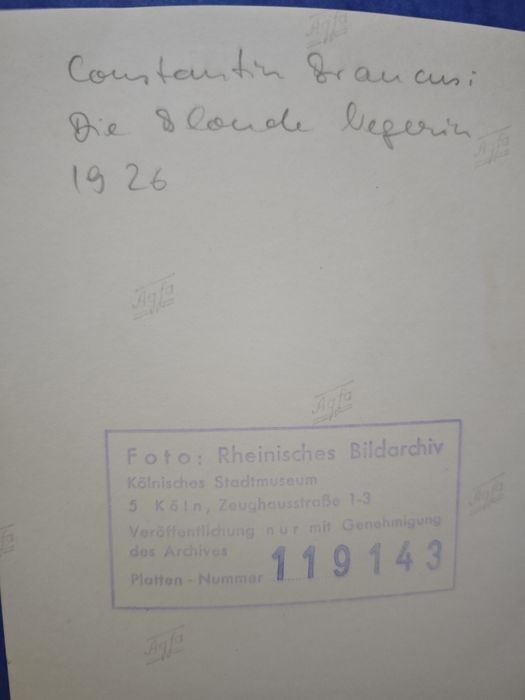 Agfa
Constantin Brancusi
Die Blonde Negerin
Agfa
1926
Agfa
Agfa
Foto: Rheinisches Bildarchiv
Kölnisches Stadtmuseum
5 Köln, Zeughausstraße 1-3
Agfa
Veröffentlichung nur mit Genehmigung
des Archives
Platten-Nummer 119143
Agfa